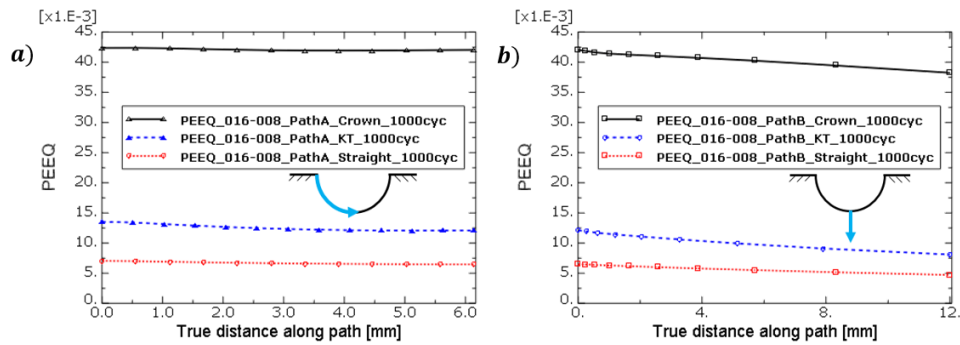 [x1.E-3]
a)
45.
40.
35.
30.
25.
20.
15.
10.
5.
0.
PEEQ
PEEQ_016-008_PathA_Crown_1000cyc
PEEQ_016-008_PathA_KT_1000cyc
PEEQ_016-008_PathA_Straight_1000cyc
0.0 1.0 2.0 3.0 4.0 5.0 6.0
True distance along path [mm]
[x1.E-3]
b)
45.
40.
35.
30.
25.
20.
15.
10.
5.
0.
PEEQ
PEEQ_016-008_PathB_Crown_1000cyc
PEEQ_016-008_PathB_KT_1000cyc
PEEQ_016-008_PathB_Straight_1000cyc
0. 4. 8. 12.
True distance along path [mm]